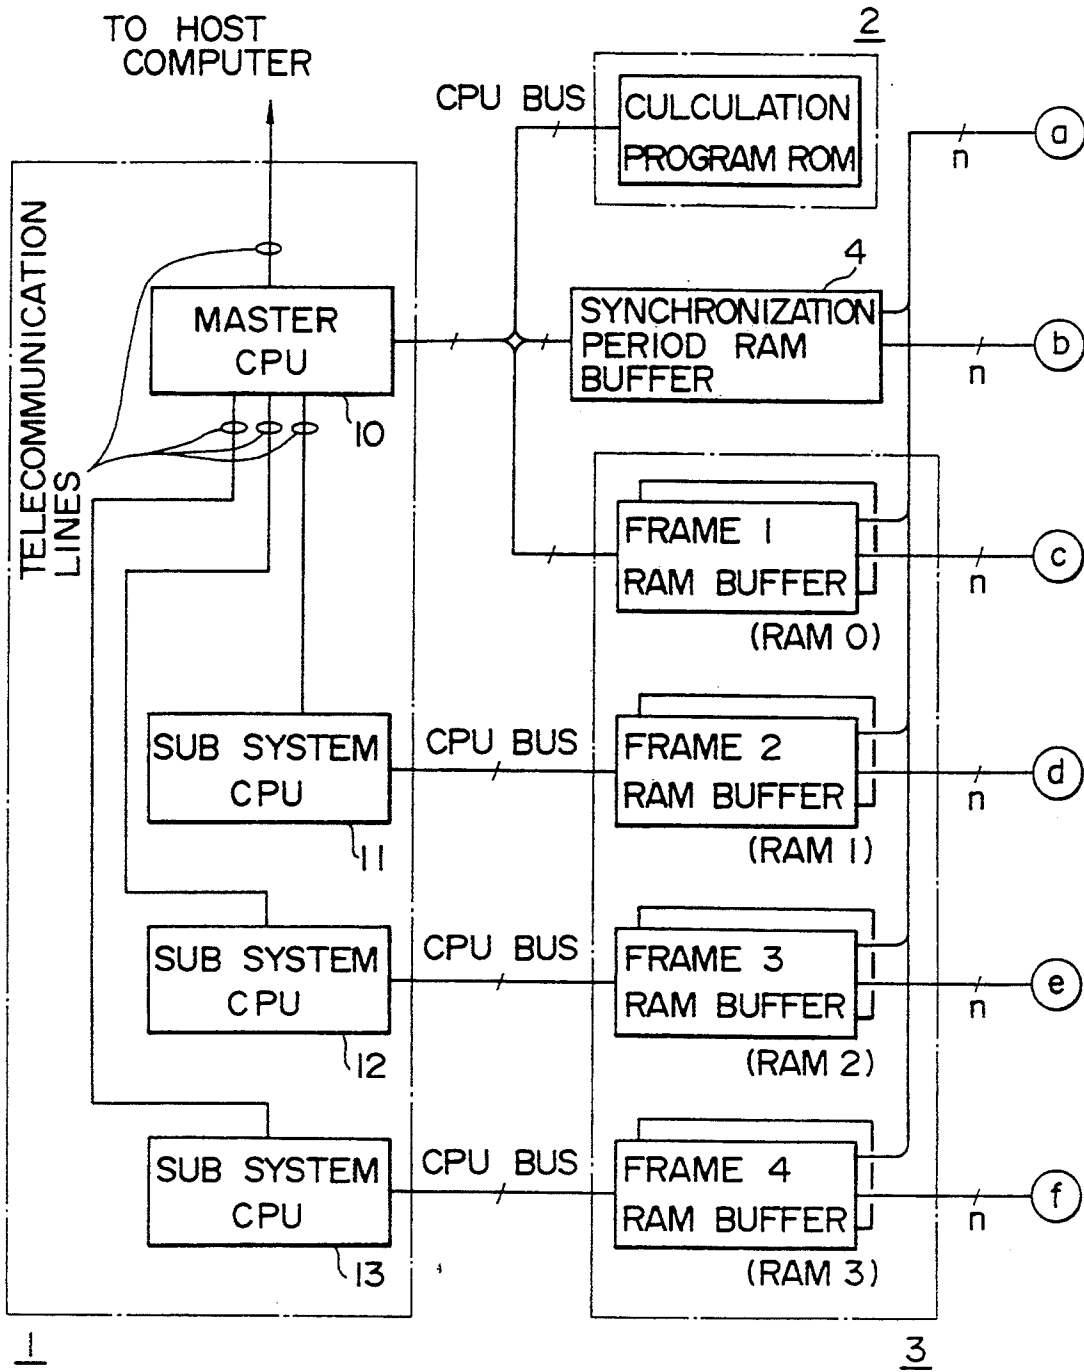 TO HOST
COMPUTER
2
CPU BUS
CULCULATION
PROGRAM ROM
n
a
TELECOMMUNICATION
LINES
MASTER
CPU
10
4
SYNCHRONIZATION
PERIOD RAM
BUFFER
n
b
FRAME 1
RAM BUFFER
(RAM 0)
n
c
SUB SYSTEM
CPU
11
CPU BUS
FRAME 2
RAM BUFFER
(RAM 1)
n
d
SUB SYSTEM
CPU
12
CPU BUS
FRAME 3
RAM BUFFER
(RAM 2)
n
e
SUB SYSTEM
CPU
13
CPU BUS
FRAME 4
RAM BUFFER
(RAM 3)
n
f
1
3